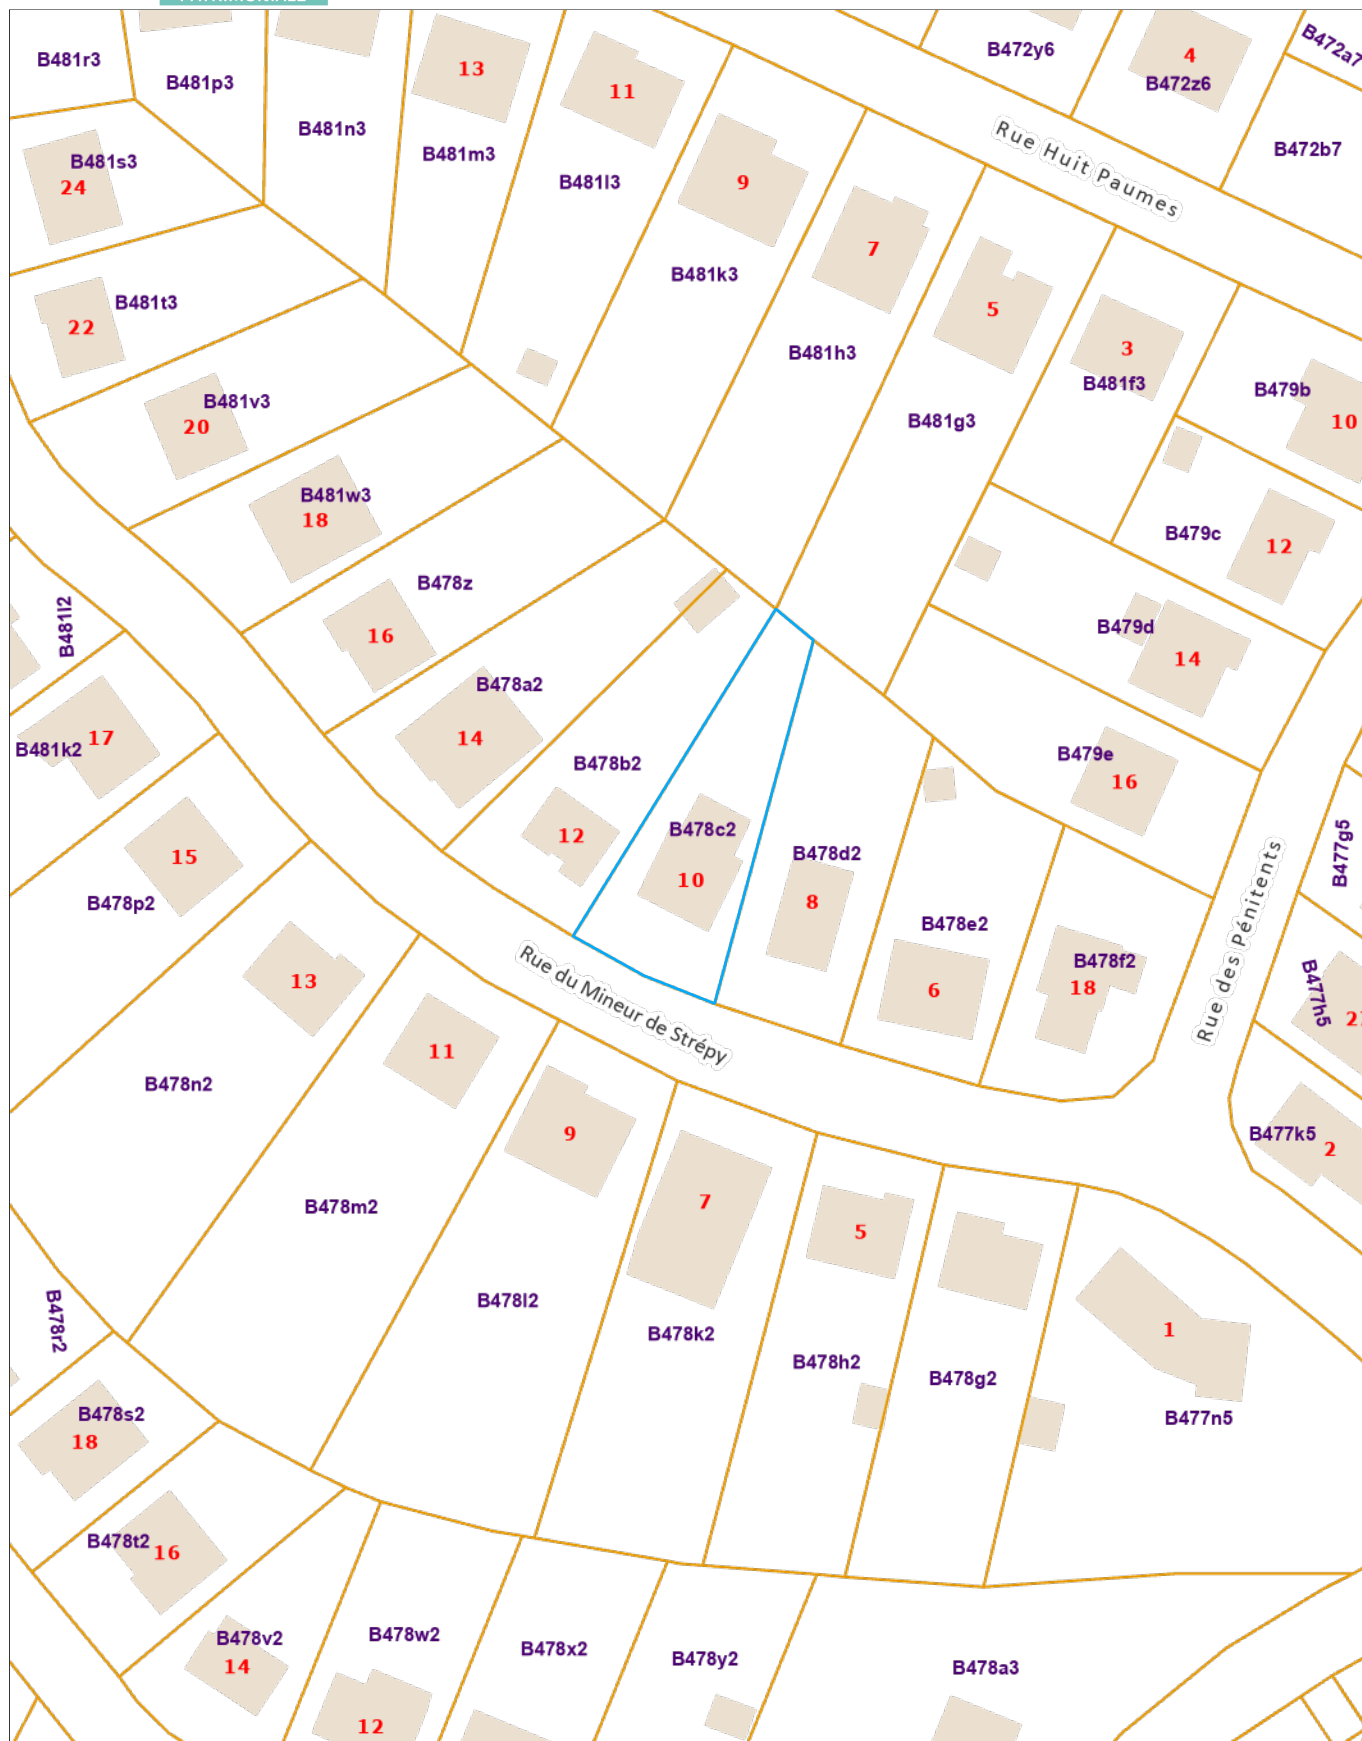 B481r3
B481p3
B481n3
13
B481m3
11
B481l3
B472y6
4
B472z6
B472a7
B472b7
Rue Huit Paumes
B481s3
24
9
B481k3
7
B481h3
5
B481g3
3
B481f3
B479b
10
B481t3
22
B481v3
20
B481w3
18
B479c
12
B478z
16
B481l2
B479d
14
B478a2
14
B481k2
17
B478b2
12
B479e
16
B478c2
10
B478d2
8
B477g5
15
B478p2
B478e2
6
B478f2
18
Rue des Pénitents
B477h5
Rue du Mineur de Strépy
13
11
B478n2
9
B477k5
2
B478m2
7
5
B478l2
B478k2
B478h2
B478g2
1
B477n5
B478r2
B478s2
18
B478t2
16
B478v2
14
B478w2
12
B478x2
B478y2
B478a3